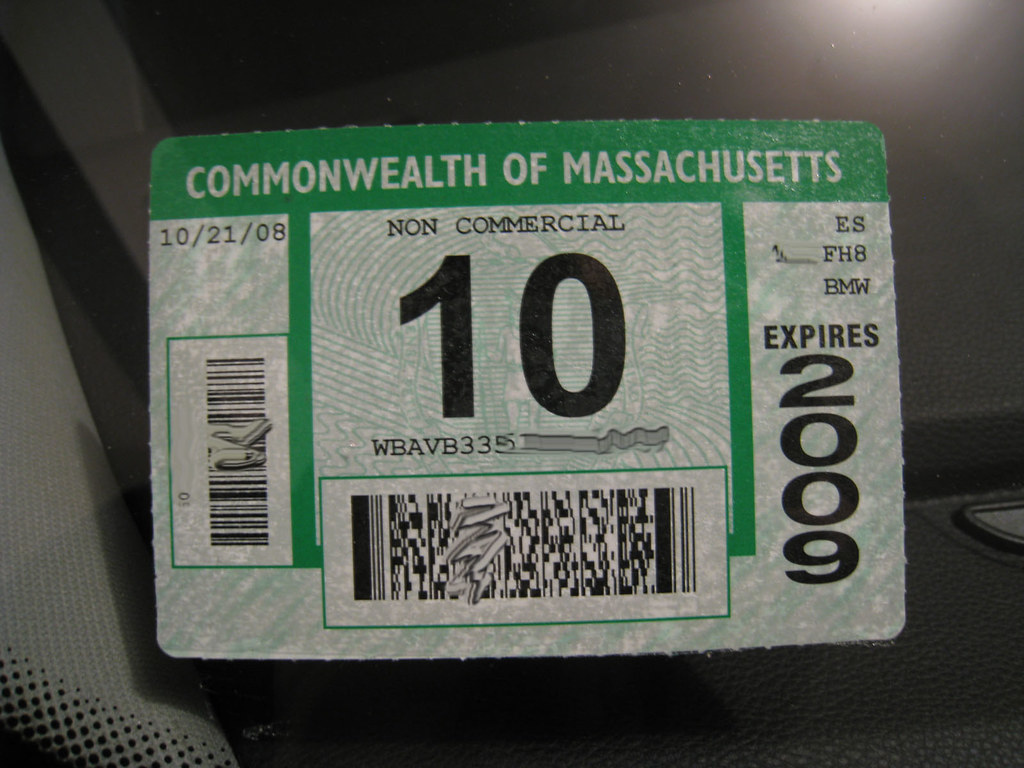 COMMONWEALTH OF MASSACHUSETTS
10/21/08
NON COMMERCIAL
10
WBAVB335
ES
FH8
BMW
EXPIRES
2009